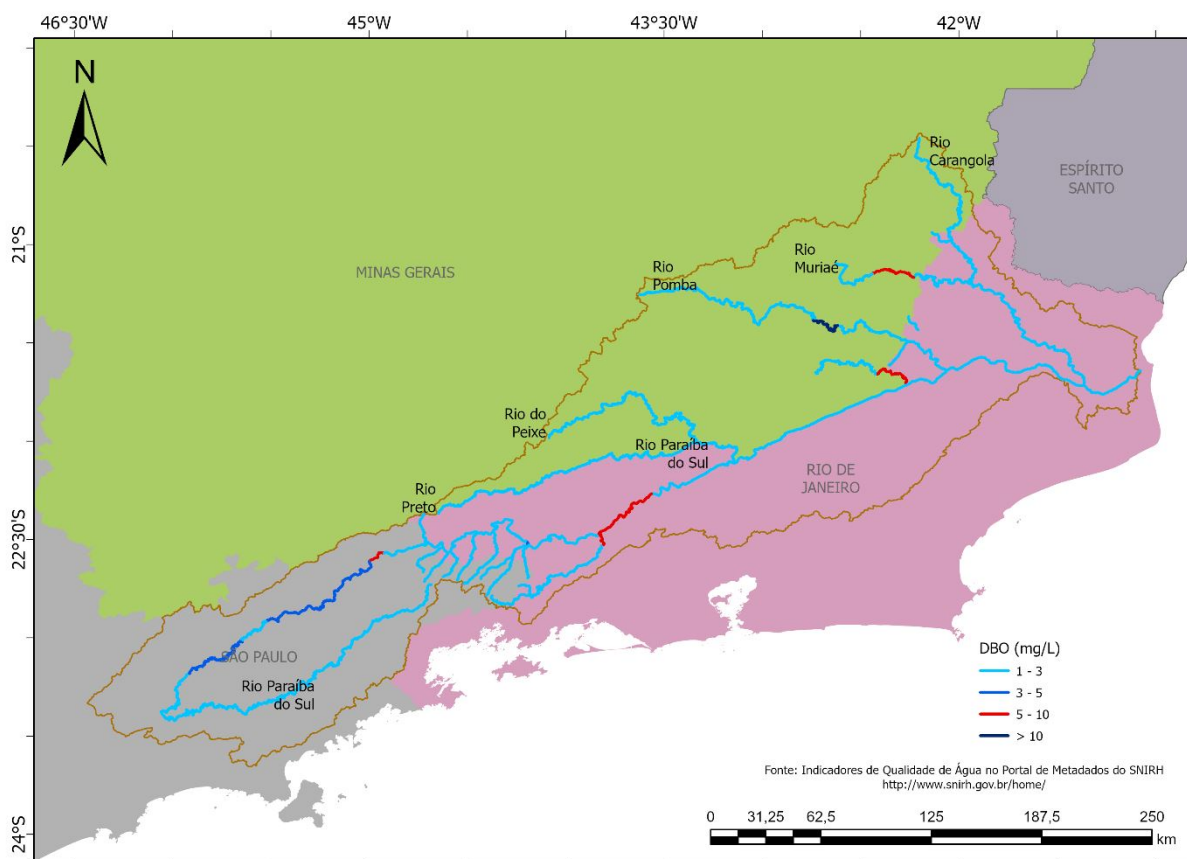 46°30'W
45°W
43°30'W
42°W
N
21°S
22°30'S
24°S
Rio
Carangola
ESPÍRITO
SANTO
MINAS GERAIS
Rio
Muriaé
Rio
Pomba
Rio do
Peixe
Rio Paraíba
do Sul
RIO DE
JANEIRO
Rio
Preto
SÃO PAULO
Rio Paraíba
do Sul
DBO (mg/L)
1 - 3
3 - 5
5 - 10
> 10
Fonte: Indicadores de Qualidade de Água no Portal de Metadados do SNIRH
http://www.snirh.gov.br/home/
0 31,25 62,5 125 187,5 250
km